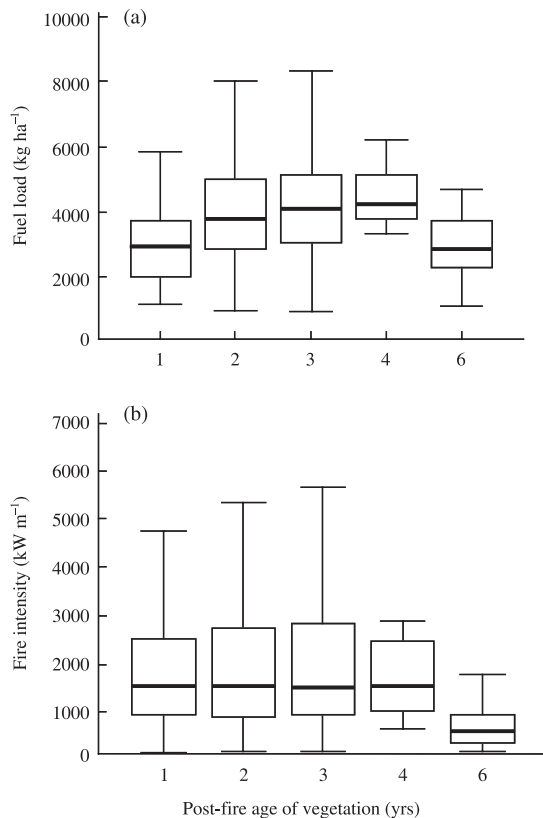 (a)
10000
8000
6000
4000
2000
0
Fuel load (kg ha⁻¹)
1 2 3 4 6
(b)
7000
6000
5000
4000
3000
2000
1000
0
Fire intensity (kW m⁻¹)
1 2 3 4 6
Post-fire age of vegetation (yrs)